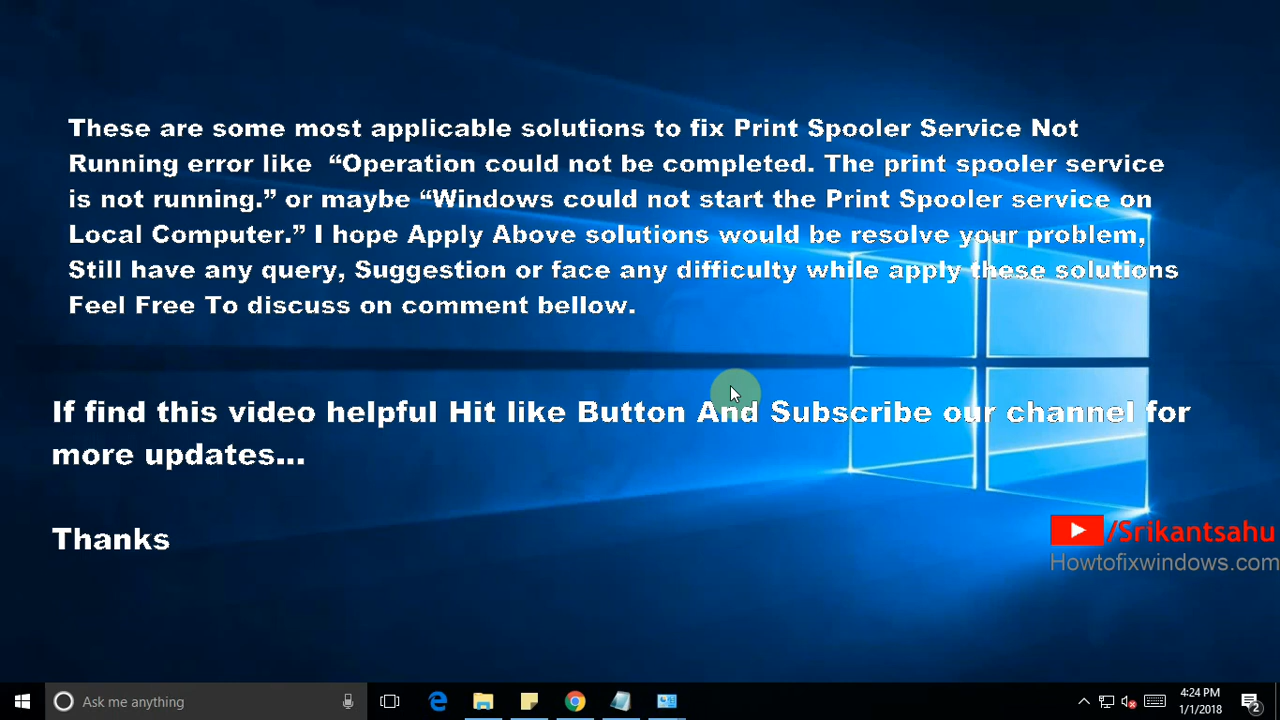 These are some most applicable solutions to fix Print Spooler Service Not
Running error like “Operation could not be completed. The print spooler service
is not running.” or maybe “Windows could not start the Print Spooler service on
Local Computer.” I hope Apply Above solutions would be resolve your problem,
Still have any query, Suggestion or face any difficulty while apply these solutions
Feel Free To discuss on comment bellow.
If find this video helpful Hit like Button And Subscribe our channel for
more updates...
Thanks
/Srikantsahu
Howtofixwindows.com
Ask me anything
4:24 PM
1/1/2018
2